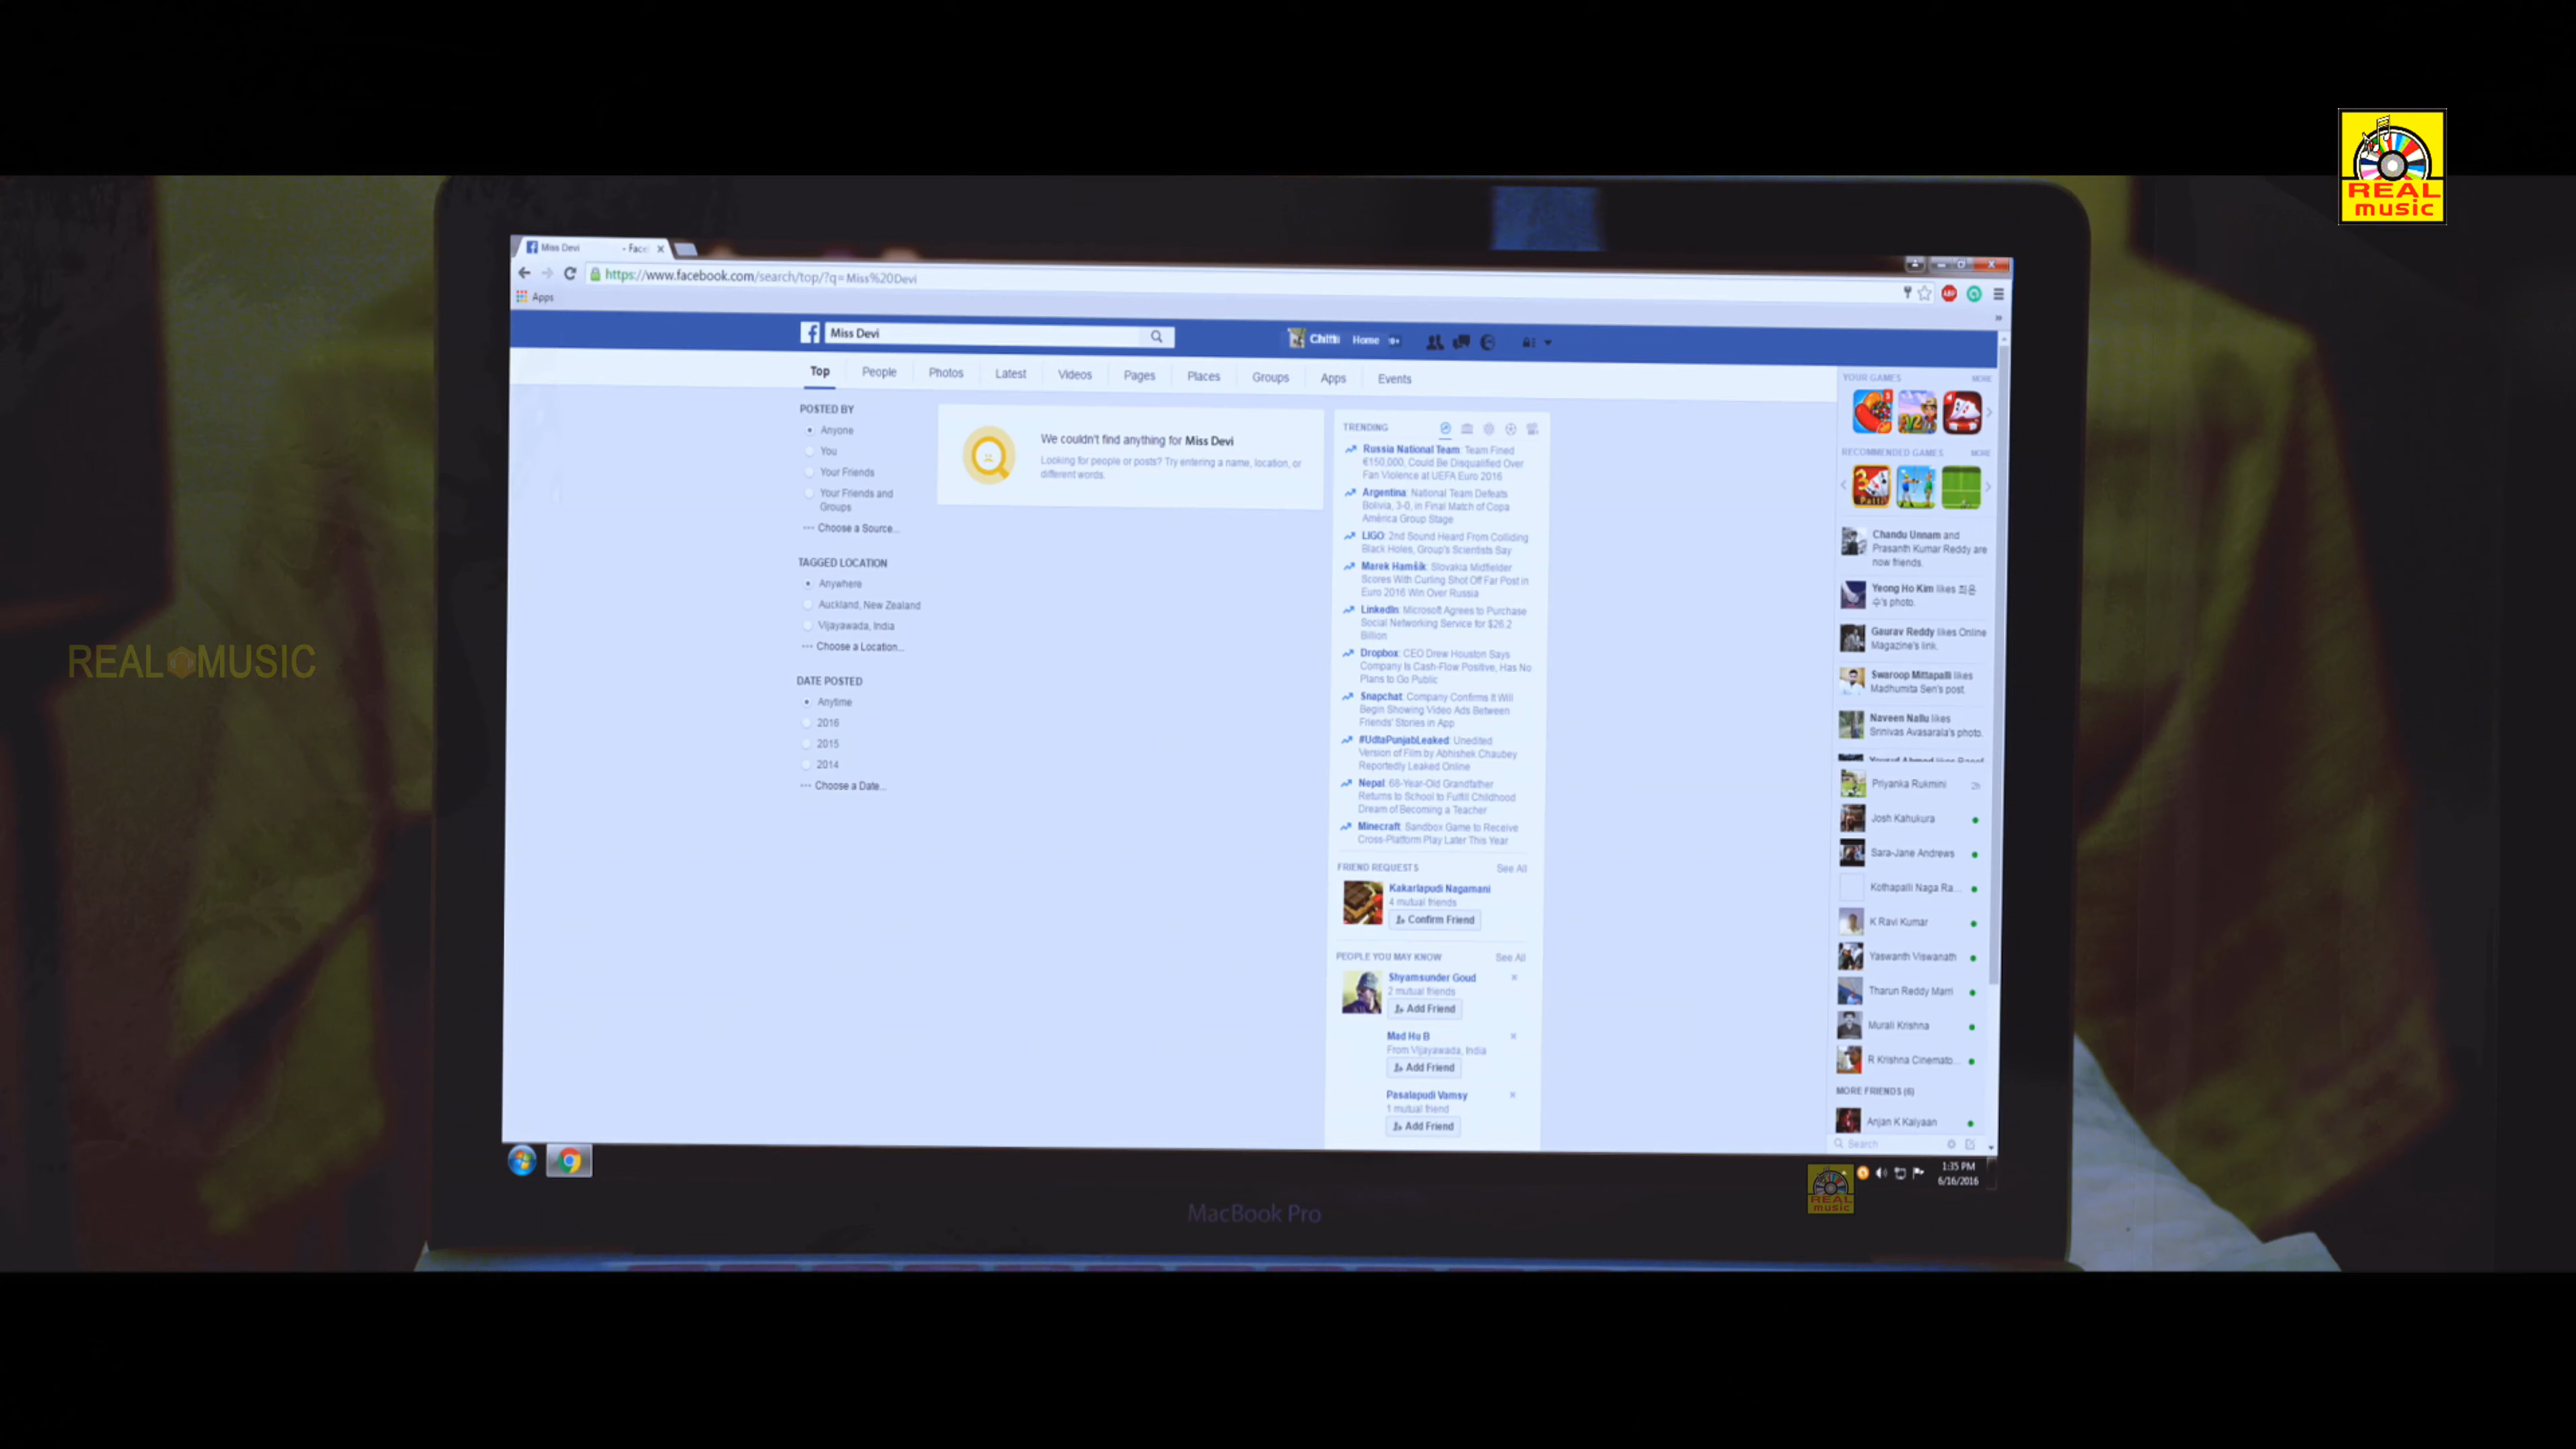 REAL
music
Miss Devi - Face
https://www.facebook.com/search/top/?q=Miss%20Devi
Apps
ABP
Miss Devi
Chitti Home
Top People Photos Latest Videos Pages Places Groups Apps Events
POSTED BY
Anyone
You
Your Friends
Your Friends and
Groups
Choose a Source...
TAGGED LOCATION
Anywhere
Auckland, New Zealand
Vijayawada, India
Choose a Location...
DATE POSTED
Anytime
2016
2015
2014
Choose a Date...
We couldn't find anything for Miss Devi
Looking for people or posts? Try entering a name, location, or
different words.
TRENDING
Russia National Team: Team Fined
€150,000, Could Be Disqualified Over
Fan Violence at UEFA Euro 2016
Argentina: National Team Defeats
Bolivia, 3-0, in Final Match of Copa
América Group Stage
LIGO: 2nd Sound Heard From Colliding
Black Holes, Group's Scientists Say
Marek Hamšík: Slovakia Midfielder
Scores With Curling Shot Off Far Post in
Euro 2016 Win Over Russia
LinkedIn: Microsoft Agrees to Purchase
Social Networking Service for $26.2
Billion
Dropbox: CEO Drew Houston Says
Company Is Cash-Flow Positive, Has No
Plans to Go Public
Snapchat: Company Confirms It Will
Begin Showing Video Ads Between
Friends' Stories in App
#UdtaPunjabLeaked: Unedited
Version of Film by Abhishek Chaubey
Reportedly Leaked Online
Nepal: 68-Year-Old Grandfather
Returns to School to Fulfill Childhood
Dream of Becoming a Teacher
Minecraft: Sandbox Game to Receive
Cross-Platform Play Later This Year
FRIEND REQUESTS See All
Kakarlapudi Nagamani
4 mutual friends
Confirm Friend
PEOPLE YOU MAY KNOW See All
Shyamsunder Goud
2 mutual friends
Add Friend
Mad Hu B
From Vijayawada, India
Add Friend
Pasalapudi Vamsy
1 mutual friend
Add Friend
YOUR GAMES MORE
RECOMMENDED GAMES MORE
3
Patti
Chandu Unnam and
Prasanth Kumar Reddy are
now friends.
Yeong Ho Kim likes 최은
수's photo.
Gaurav Reddy likes Online
Magazine's link.
Swaroop Mittapalli likes
Madhumita Sen's post
Naveen Nallu likes
Srinivas Avasarala's photo.
Priyanka Rukmini 2h
Josh Kahukura
Sara-Jane Andrews
Kothapalli Naga Ra...
K Ravi Kumar
Yaswanth Viswanath
Tharun Reddy Marri
Murali Krishna
R Krishna Cinemato...
MORE FRIENDS (6)
Anjan K Kalyaan
Search
1:35 PM
6/16/2016
REAL
music
MacBook Pro
REAL MUSIC